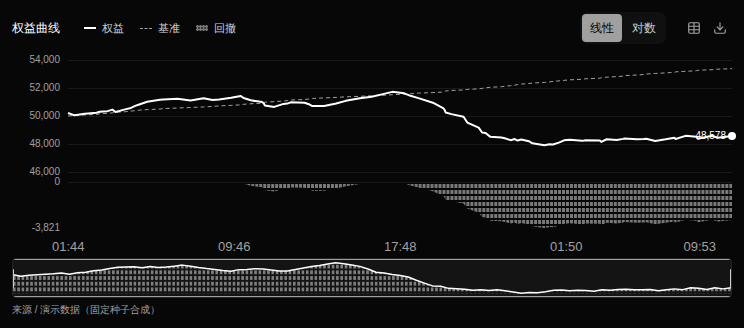 权益曲线 权益 基准 回撤 线性 对数
54,000
52,000
50,000
48,578
48,000
46,000
0
-3,821
01:44 09:46 17:48 01:50 09:53
来源 / 演示数据（固定种子合成）